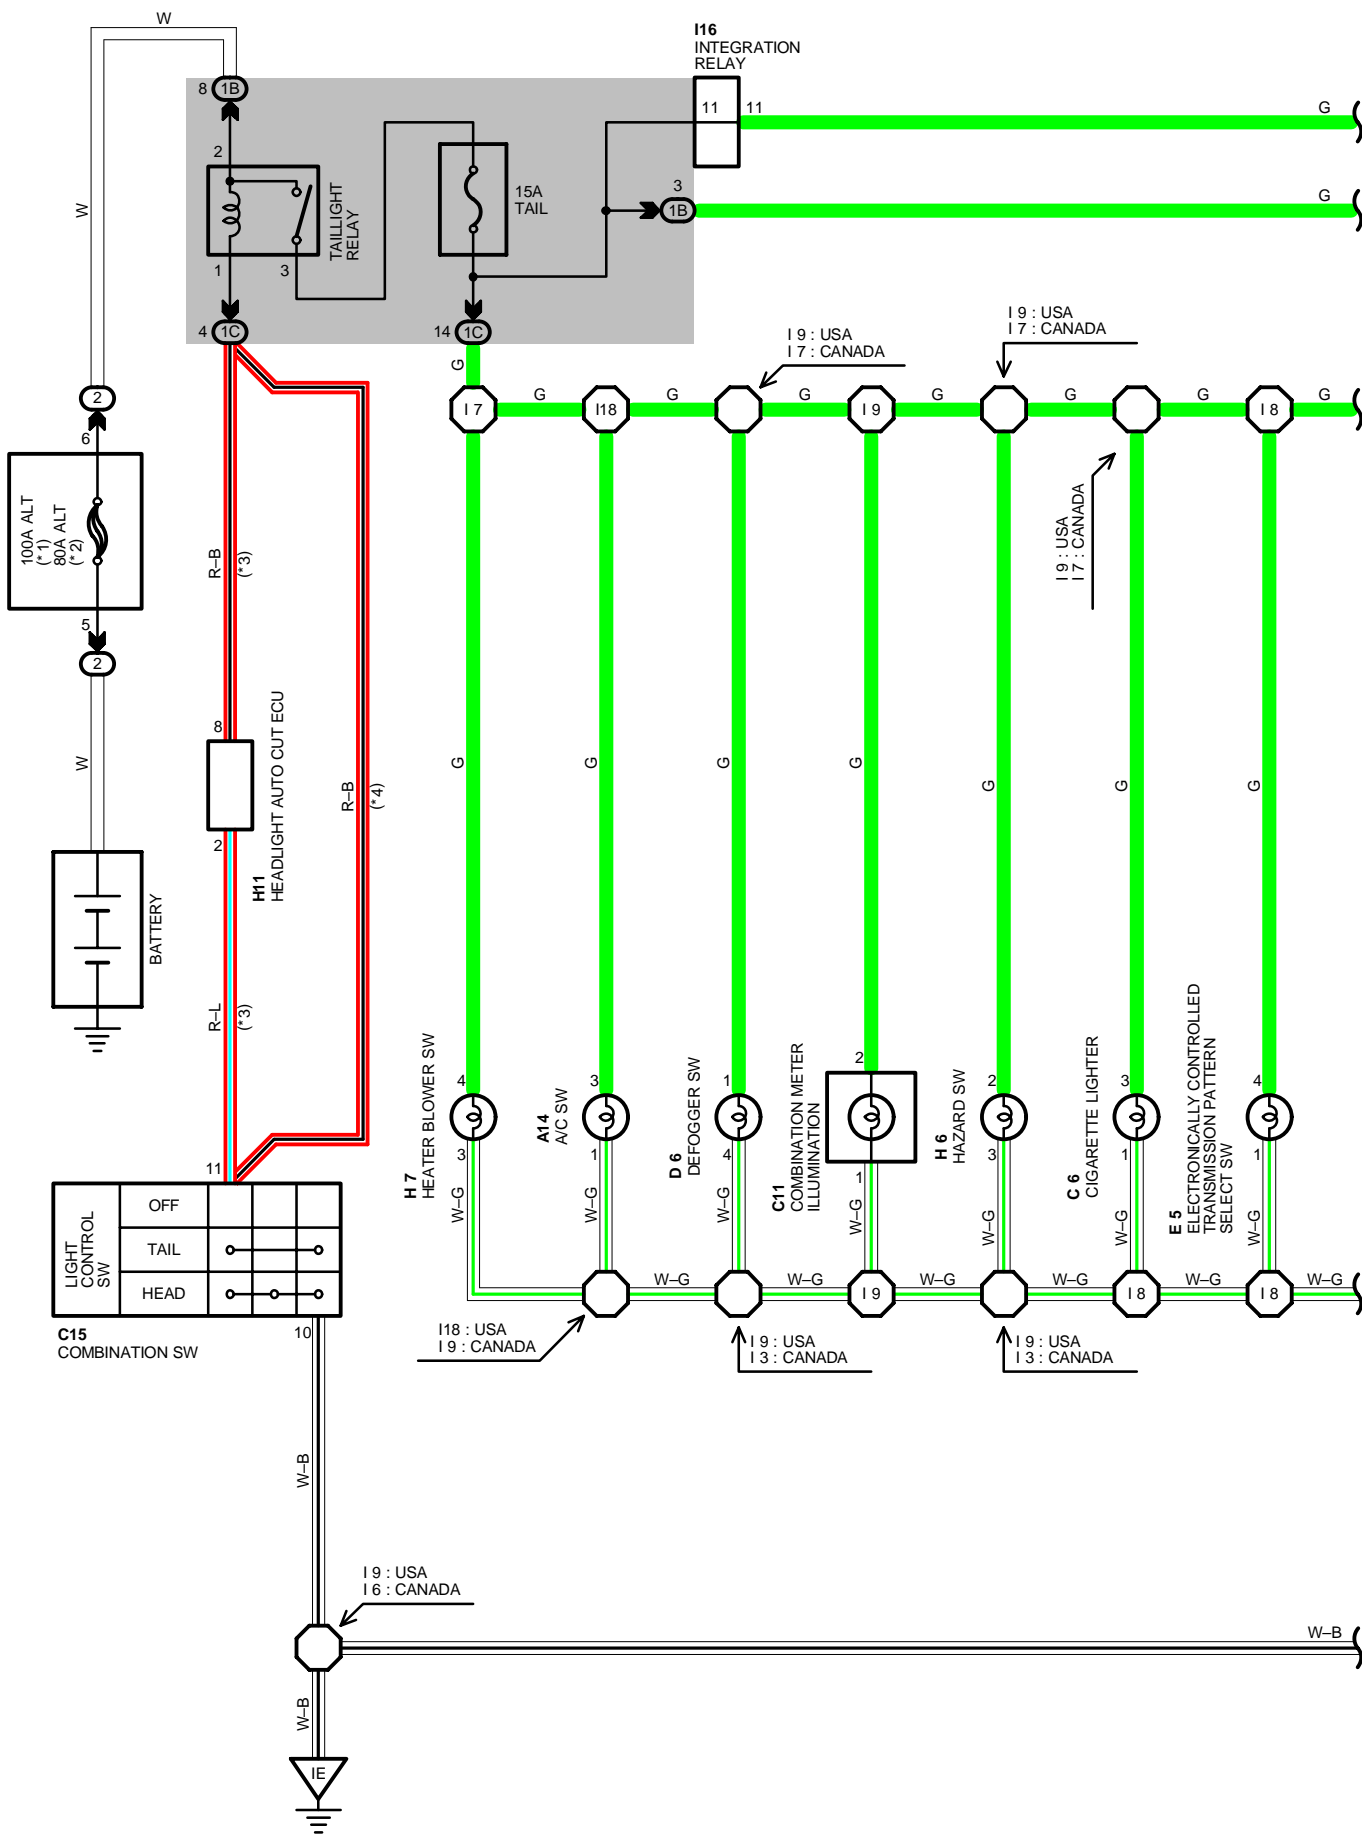 W
I16
INTEGRATION
RELAY
8
1B
11
11
G
2
TAILLIGHT
RELAY
15A
TAIL
3
1B
G
W
1
3
4
1C
14
1C
I 9 : USA
I 7 : CANADA
I 9 : USA
I 7 : CANADA
G
2
6
I 7
G
I18
G
G
I 9
G
G
G
I 8
G
100A ALT
(*1)
80A ALT
(*2)
5
2
R–B
(*3)
I 9 : USA
I 7 : CANADA
W
8
2
H11
HEADLIGHT AUTO CUT ECU
R–B
(*4)
G
G
G
G
G
G
G
BATTERY
R–L
(*3)
H 7
HEATER BLOWER SW
4
3
W–G
A14
A/C SW
3
1
W–G
D 6
DEFOGGER SW
1
4
W–G
C11
COMBINATION METER
ILLUMINATION
2
1
W–G
H 6
HAZARD SW
2
3
W–G
C 6
CIGARETTE LIGHTER
3
1
W–G
E 5
ELECTRONICALLY CONTROLLED
TRANSMISSION PATTERN
SELECT SW
4
1
W–G
11
LIGHT
CONTROL
SW
OFF
TAIL
HEAD
W–G
W–G
I 9
W–G
W–G
I 8
W–G
I 8
W–G
C15
COMBINATION SW
10
I18 : USA
I 9 : CANADA
I 9 : USA
I 3 : CANADA
I 9 : USA
I 3 : CANADA
W–B
I 9 : USA
I 6 : CANADA
W–B
W–B
IE